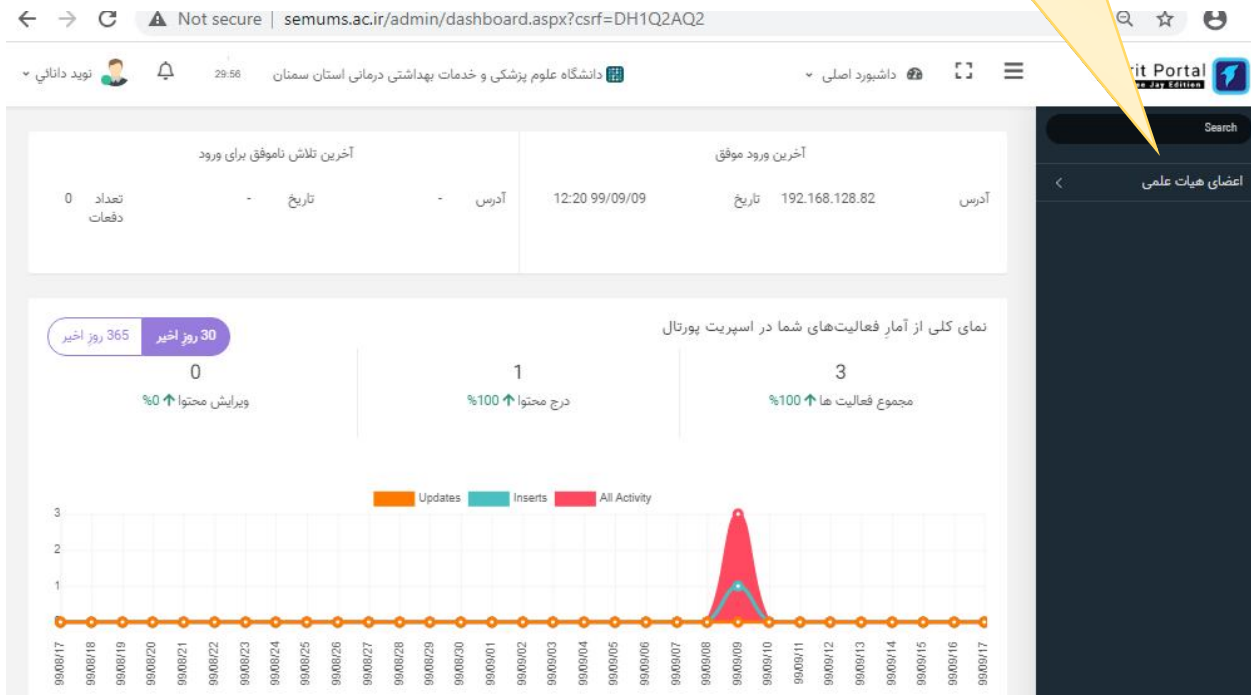 Not secure | semums.ac.ir/admin/dashboard.aspx?csrf=DH1Q2AQ2
Portal
Jay Edition
داشبورد اصلی
دانشگاه علوم پزشکی و خدمات بهداشتی درمانی استان سمنان
29:56
نوید دانائي
Search
اعضای هیات علمی
آخرین ورود موفق
آدرس 192.168.128.82 تاریخ 12:20 99/09/09
آخرین تلاش ناموفق برای ورود
آدرس - تاریخ - تعداد دفعات 0
نمای کلی از آمارِ فعالیت‌های شما در اسپریت پورتال
30 روزِ اخیر
365 روزِ اخیر
3
مجموع فعالیت ها 100%
1
درج محتوا 100%
0
ویرایش محتوا 0%
Updates Inserts All Activity
3
2
1
99/08/17 99/08/18 99/08/19 99/08/20 99/08/21 99/08/22 99/08/23 99/08/24 99/08/25 99/08/26 99/08/27 99/08/28 99/08/29 99/08/30 99/09/01 99/09/02 99/09/03 99/09/04 99/09/05 99/09/06 99/09/07 99/09/08 99/09/09 99/09/10 99/09/11 99/09/12 99/09/13 99/09/14 99/09/15 99/09/16 99/09/17